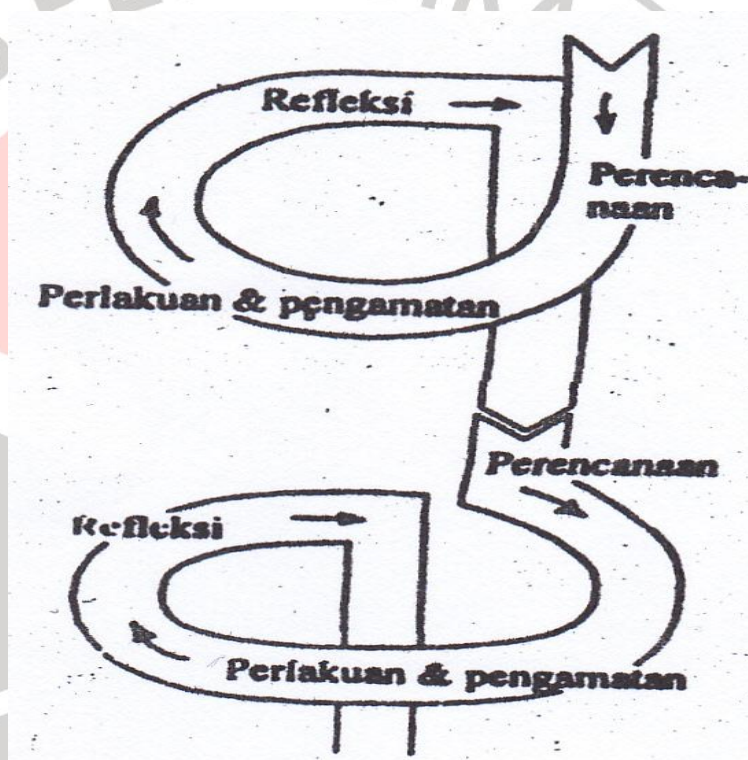 Refleksi
Perenca-
naan
Perlakuan & pengamatan
Perencanaan
Refleksi
Perlakuan & pengamatan